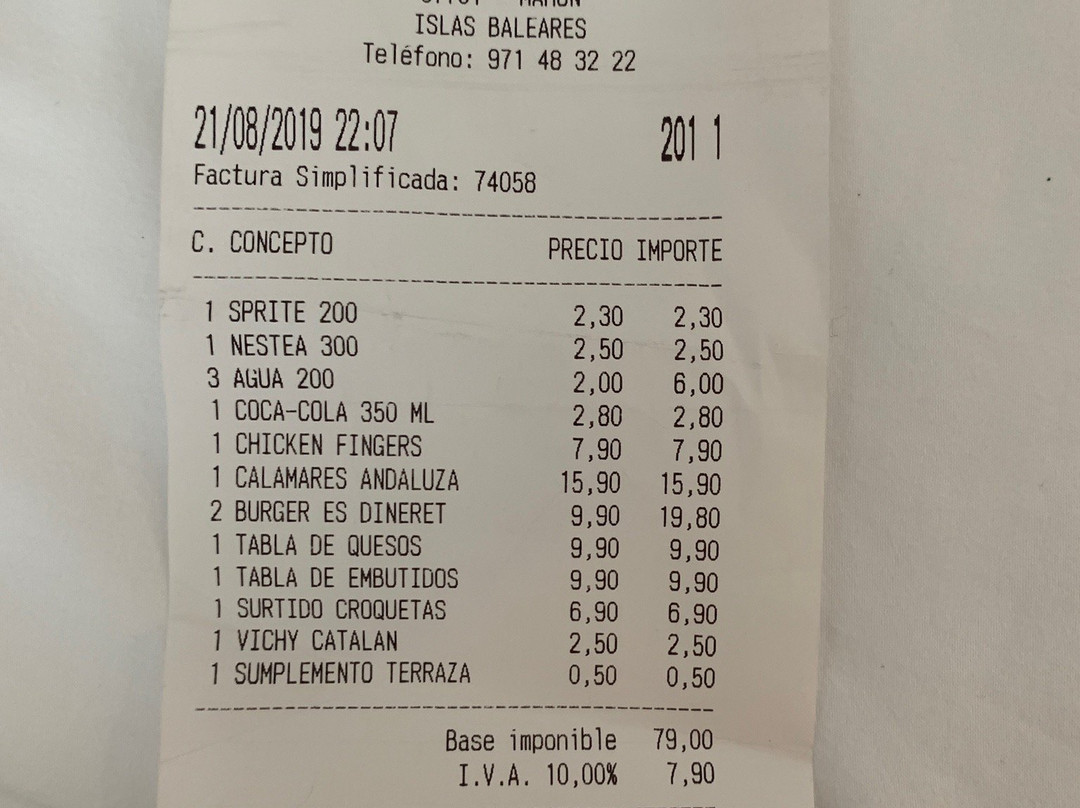 ISLAS BALEARES
Teléfono: 971 48 32 22
21/08/2019 22:07 201 1
Factura Simplificada: 74058
C. CONCEPTO PRECIO IMPORTE
1 SPRITE 200 2,30 2,30
1 NESTEA 300 2,50 2,50
3 AGUA 200 2,00 6,00
1 COCA-COLA 350 ML 2,80 2,80
1 CHICKEN FINGERS 7,90 7,90
1 CALAMARES ANDALUZA 15,90 15,90
2 BURGER ES DINERET 9,90 19,80
1 TABLA DE QUESOS 9,90 9,90
1 TABLA DE EMBUTIDOS 9,90 9,90
1 SURTIDO CROQUETAS 6,90 6,90
1 VICHY CATALAN 2,50 2,50
1 SUMPLEMENTO TERRAZA 0,50 0,50
Base imponible 79,00
I.V.A. 10,00% 7,90